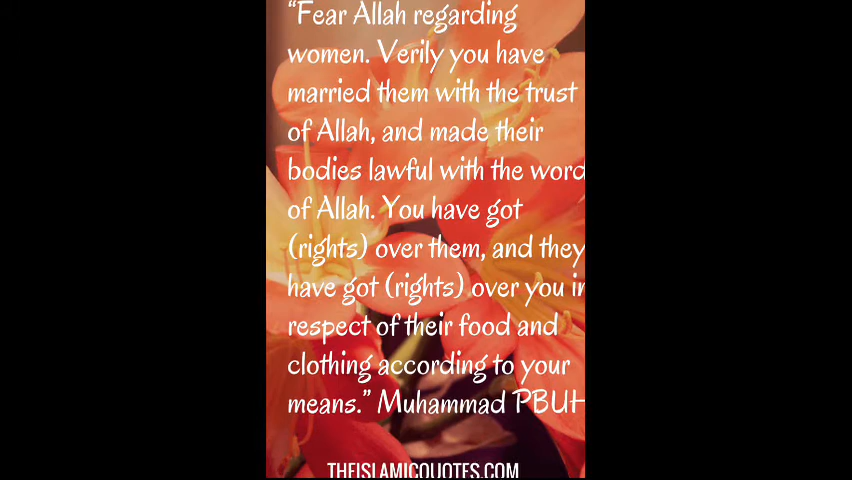 “Fear Allah regarding
women. Verily you have
married them with the trust
of Allah, and made their
bodies lawful with the word
of Allah. You have got
(rights) over them, and they
have got (rights) over you in
respect of their food and
clothing according to your
means.” Muhammad PBUH
THEISLAMICQUOTES.COM